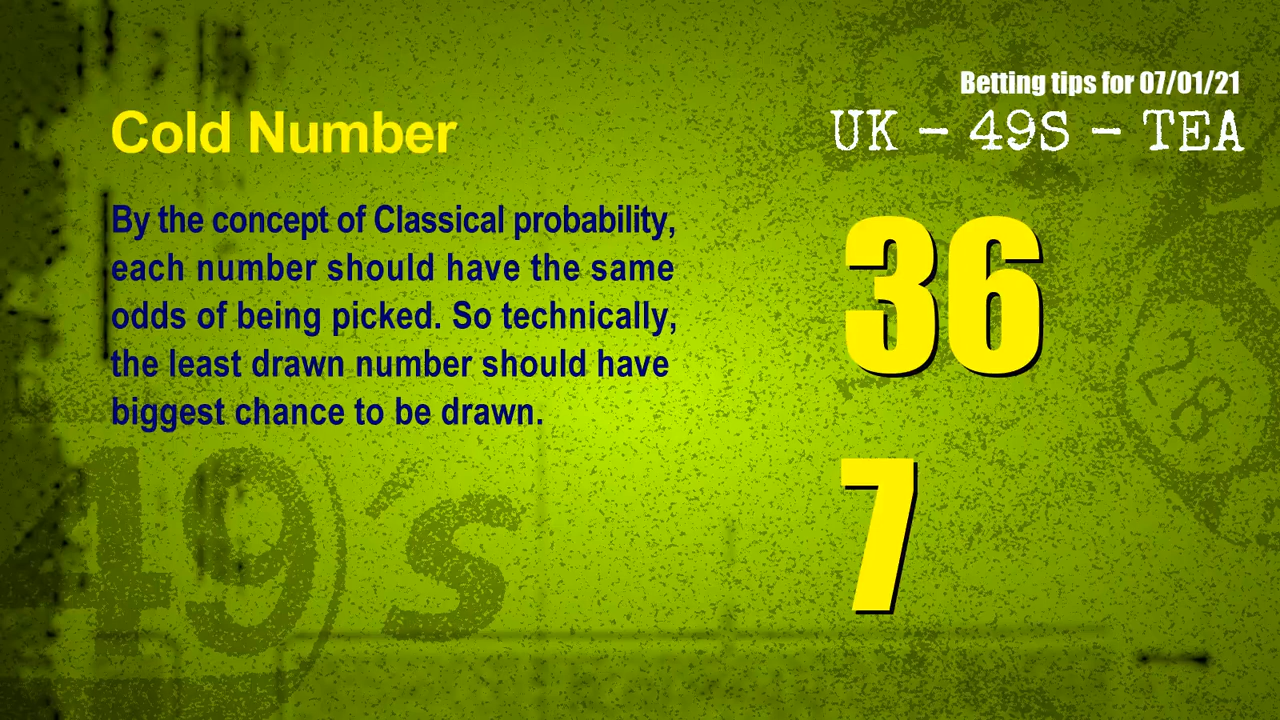 Betting tips for 07/01/21
Cold Number
UK - 49S - TEA
By the concept of Classical probability,
each number should have the same
odds of being picked. So technically,
the least drawn number should have
biggest chance to be drawn.
36
7
28
49's